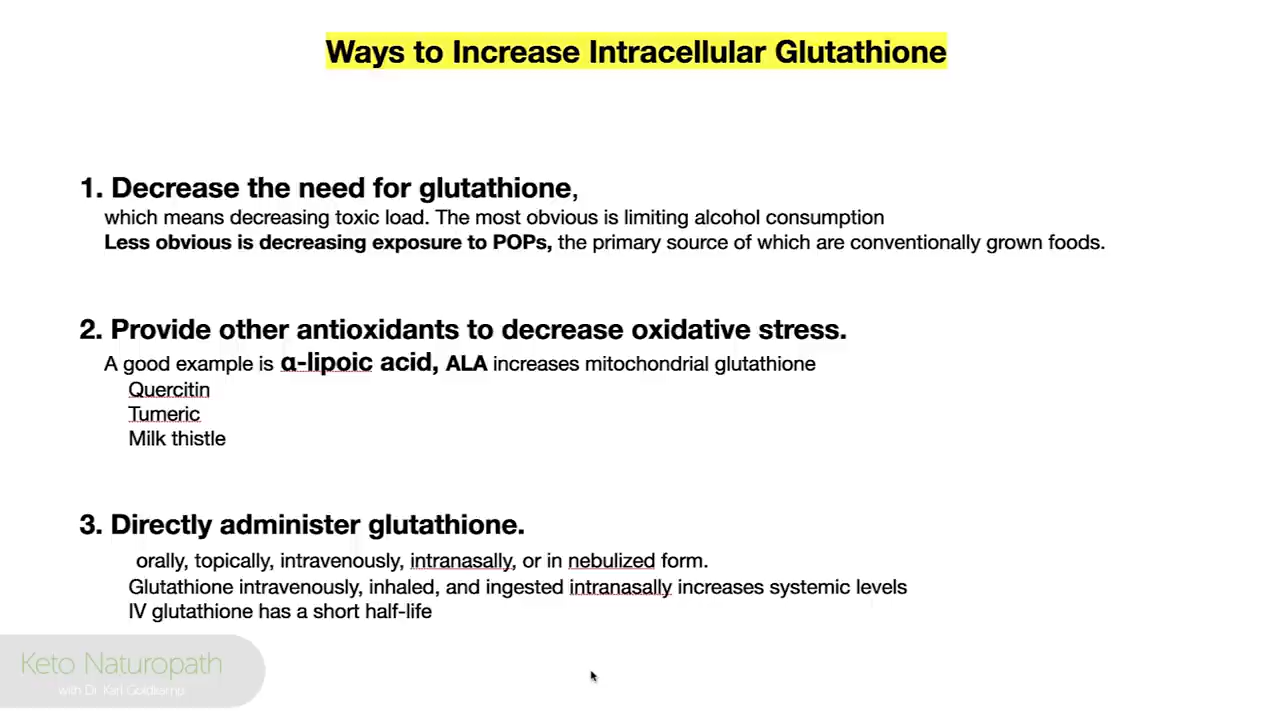 Ways to Increase Intracellular Glutathione
1. Decrease the need for glutathione,
which means decreasing toxic load. The most obvious is limiting alcohol consumption
Less obvious is decreasing exposure to POPs, the primary source of which are conventionally grown foods.
2. Provide other antioxidants to decrease oxidative stress.
A good example is α-lipoic acid, ALA increases mitochondrial glutathione
Quercitin
Tumeric
Milk thistle
3. Directly administer glutathione.
orally, topically, intravenously, intranasally, or in nebulized form.
Glutathione intravenously, inhaled, and ingested intranasally increases systemic levels
IV glutathione has a short half-life
Keto Naturopath
with Dr. Karl Goldkamp